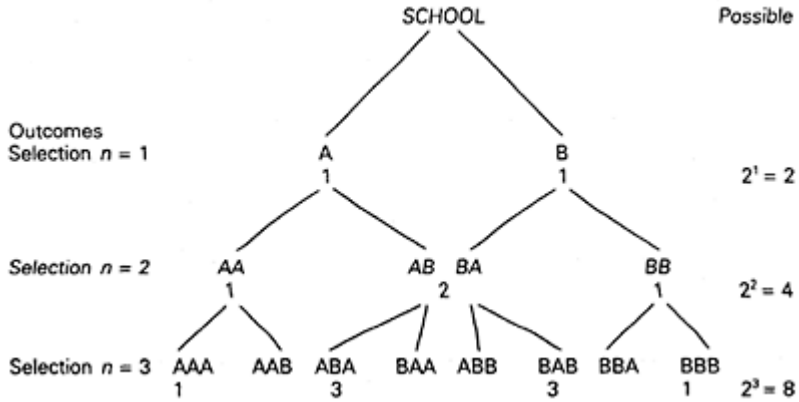 SCHOOL Possible
Outcomes
Selection n = 1 A B
1 1 2¹ = 2
Selection n = 2 AA AB BA BB
1 2 1 2² = 4
Selection n = 3 AAA AAB ABA BAA ABB BAB BBA BBB
1 3 3 1 2³ = 8